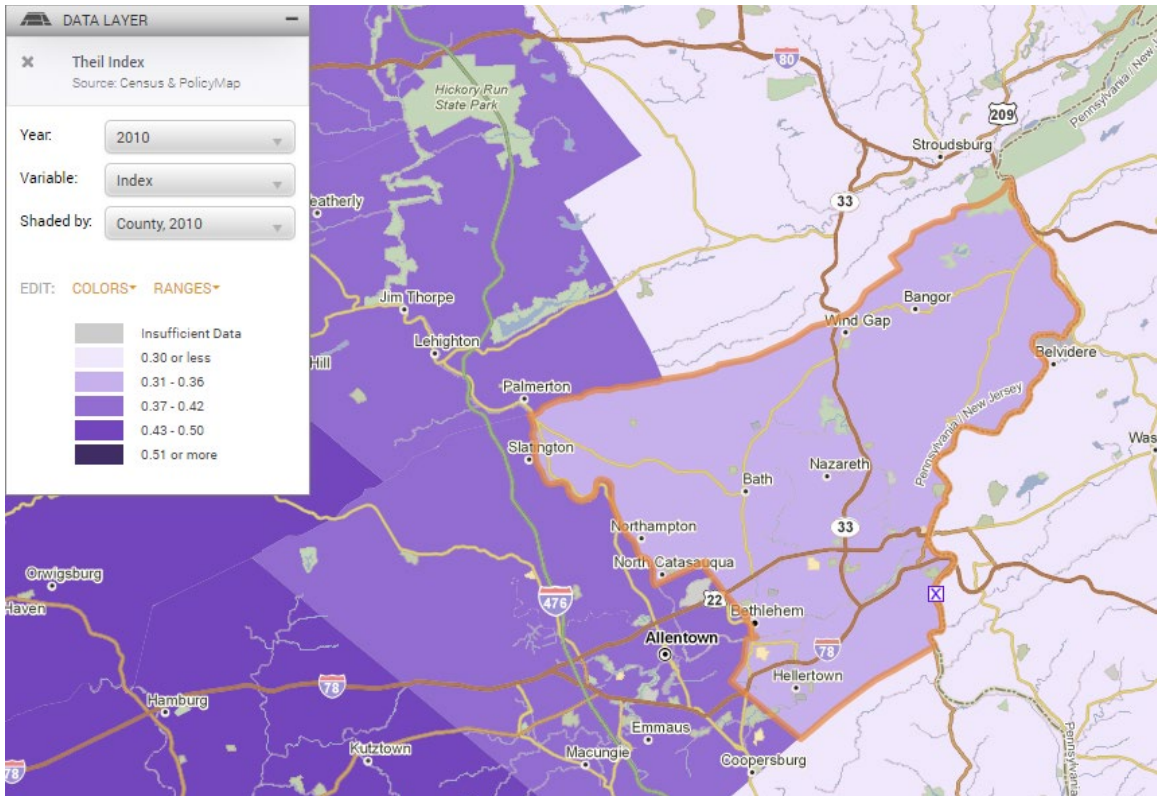 DATA LAYER
Theil Index
Source: Census & PolicyMap
Year: 2010
Variable: Index
Shaded by: County, 2010
EDIT: COLORS RANGES
Insufficient Data
0.30 or less
0.31 - 0.36
0.37 - 0.42
0.43 - 0.50
0.51 or more
Hickory Run
State Park
80
209
Pennsylvania / New
Stroudsburg
eatherly
33
Jim Thorpe
Bangor
Wind Gap
Lehighton
Hill
Belvidere
Palmerton
Pennsylvania / New Jersey
Was
Slatington
Nazareth
Bath
Northampton
33
North Catasauqua
Orwigsburg
Haven
476
22
X
Bethlehem
Allentown
78
78
Hellertown
Hamburg
Emmaus
Kutztown
Macungie
Coopersburg
78
Pennsylvania